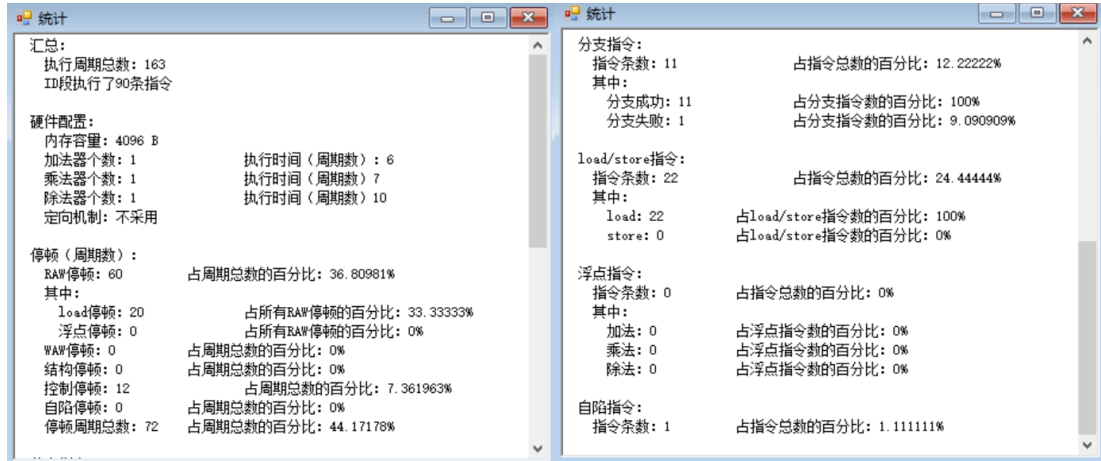 统计
汇总:
执行周期总数: 163
ID段执行了90条指令
硬件配置:
内存容量: 4096 B
加法器个数: 1 执行时间（周期数）: 6
乘法器个数: 1 执行时间（周期数）7
除法器个数: 1 执行时间（周期数）10
定向机制: 不采用
停顿（周期数）:
RAW停顿: 60 占周期总数的百分比: 36.80981%
其中:
load停顿: 20 占所有RAW停顿的百分比: 33.33333%
浮点停顿: 0 占所有RAW停顿的百分比: 0%
WAW停顿: 0 占周期总数的百分比: 0%
结构停顿: 0 占周期总数的百分比: 0%
控制停顿: 12 占周期总数的百分比: 7.361963%
自陷停顿: 0 占周期总数的百分比: 0%
停顿周期总数: 72 占周期总数的百分比: 44.17178%
统计
分支指令:
指令条数: 11 占指令总数的百分比: 12.22222%
其中:
分支成功: 11 占分支指令数的百分比: 100%
分支失败: 1 占分支指令数的百分比: 9.090909%
load/store指令:
指令条数: 22 占指令总数的百分比: 24.44444%
其中:
load: 22 占load/store指令数的百分比: 100%
store: 0 占load/store指令数的百分比: 0%
浮点指令:
指令条数: 0 占指令总数的百分比: 0%
其中:
加法: 0 占浮点指令数的百分比: 0%
乘法: 0 占浮点指令数的百分比: 0%
除法: 0 占浮点指令数的百分比: 0%
自陷指令:
指令条数: 1 占指令总数的百分比: 1.111111%